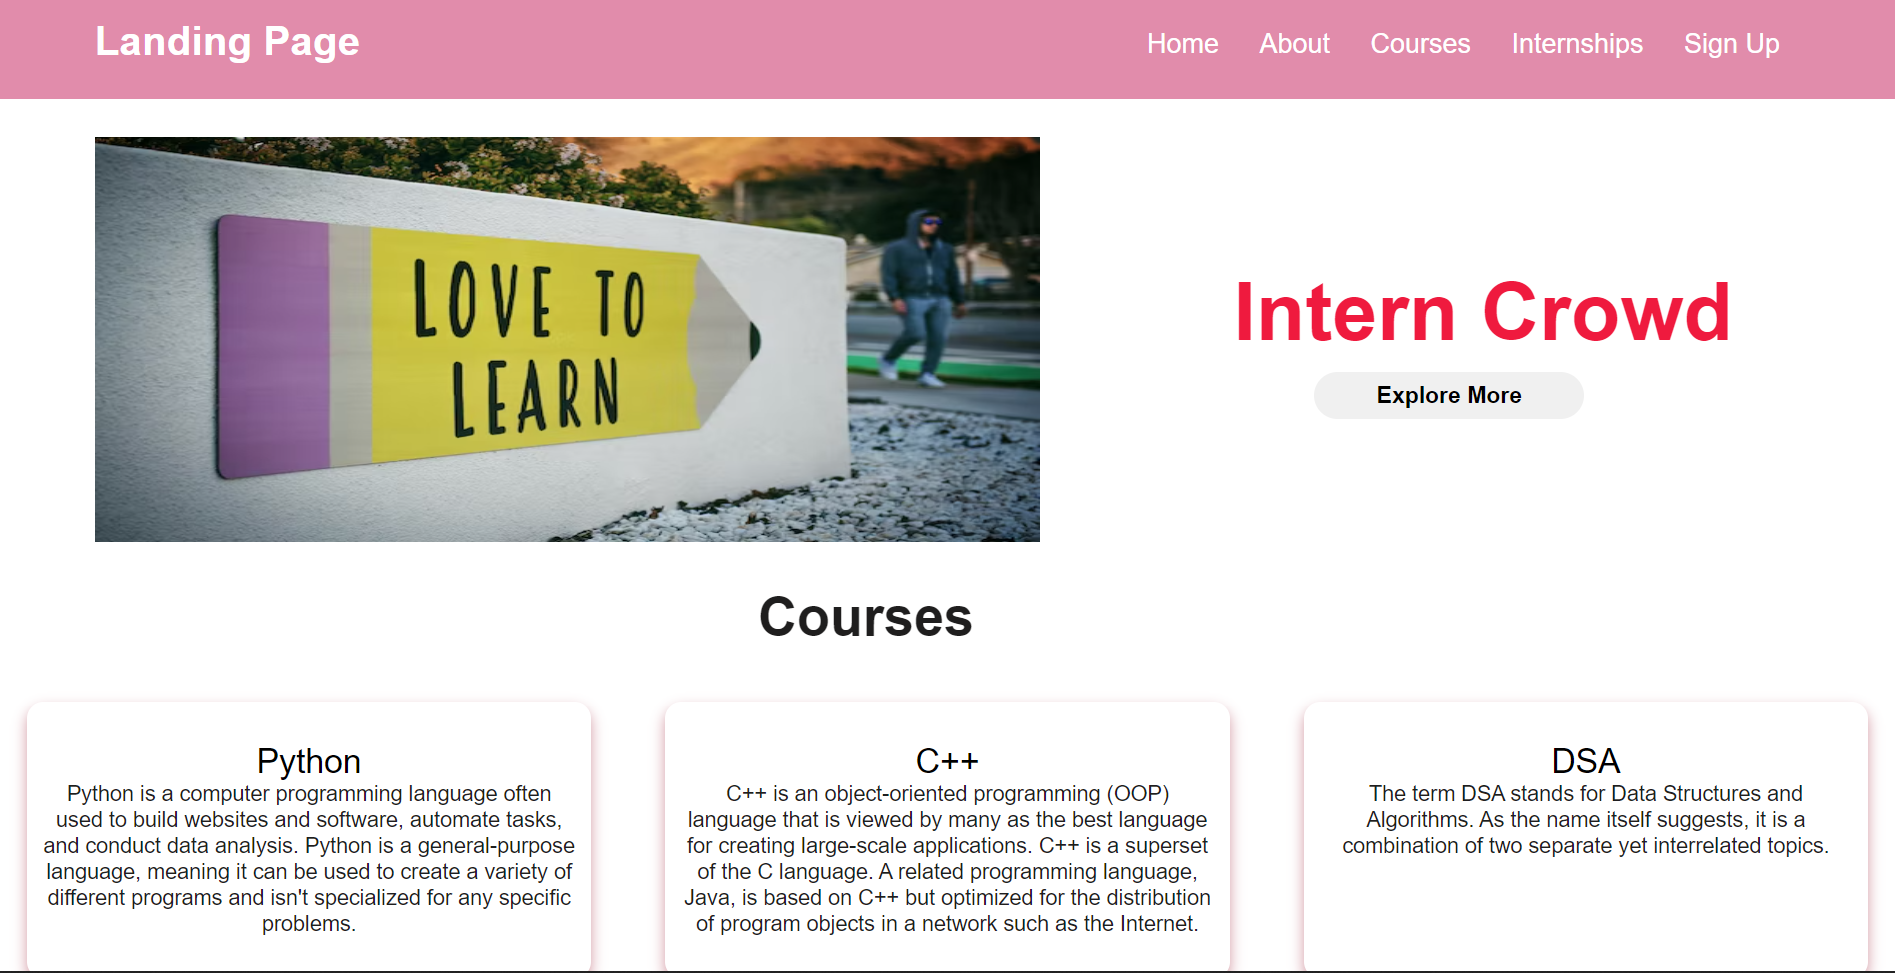 Landing Page
Home About Courses Internships Sign Up
LOVE TO
LEARN
Intern Crowd
Explore More
Courses
Python
Python is a computer programming language often
used to build websites and software, automate tasks,
and conduct data analysis. Python is a general-purpose
language, meaning it can be used to create a variety of
different programs and isn't specialized for any specific
problems.
C++
C++ is an object-oriented programming (OOP)
language that is viewed by many as the best language
for creating large-scale applications. C++ is a superset
of the C language. A related programming language,
Java, is based on C++ but optimized for the distribution
of program objects in a network such as the Internet.
DSA
The term DSA stands for Data Structures and
Algorithms. As the name itself suggests, it is a
combination of two separate yet interrelated topics.